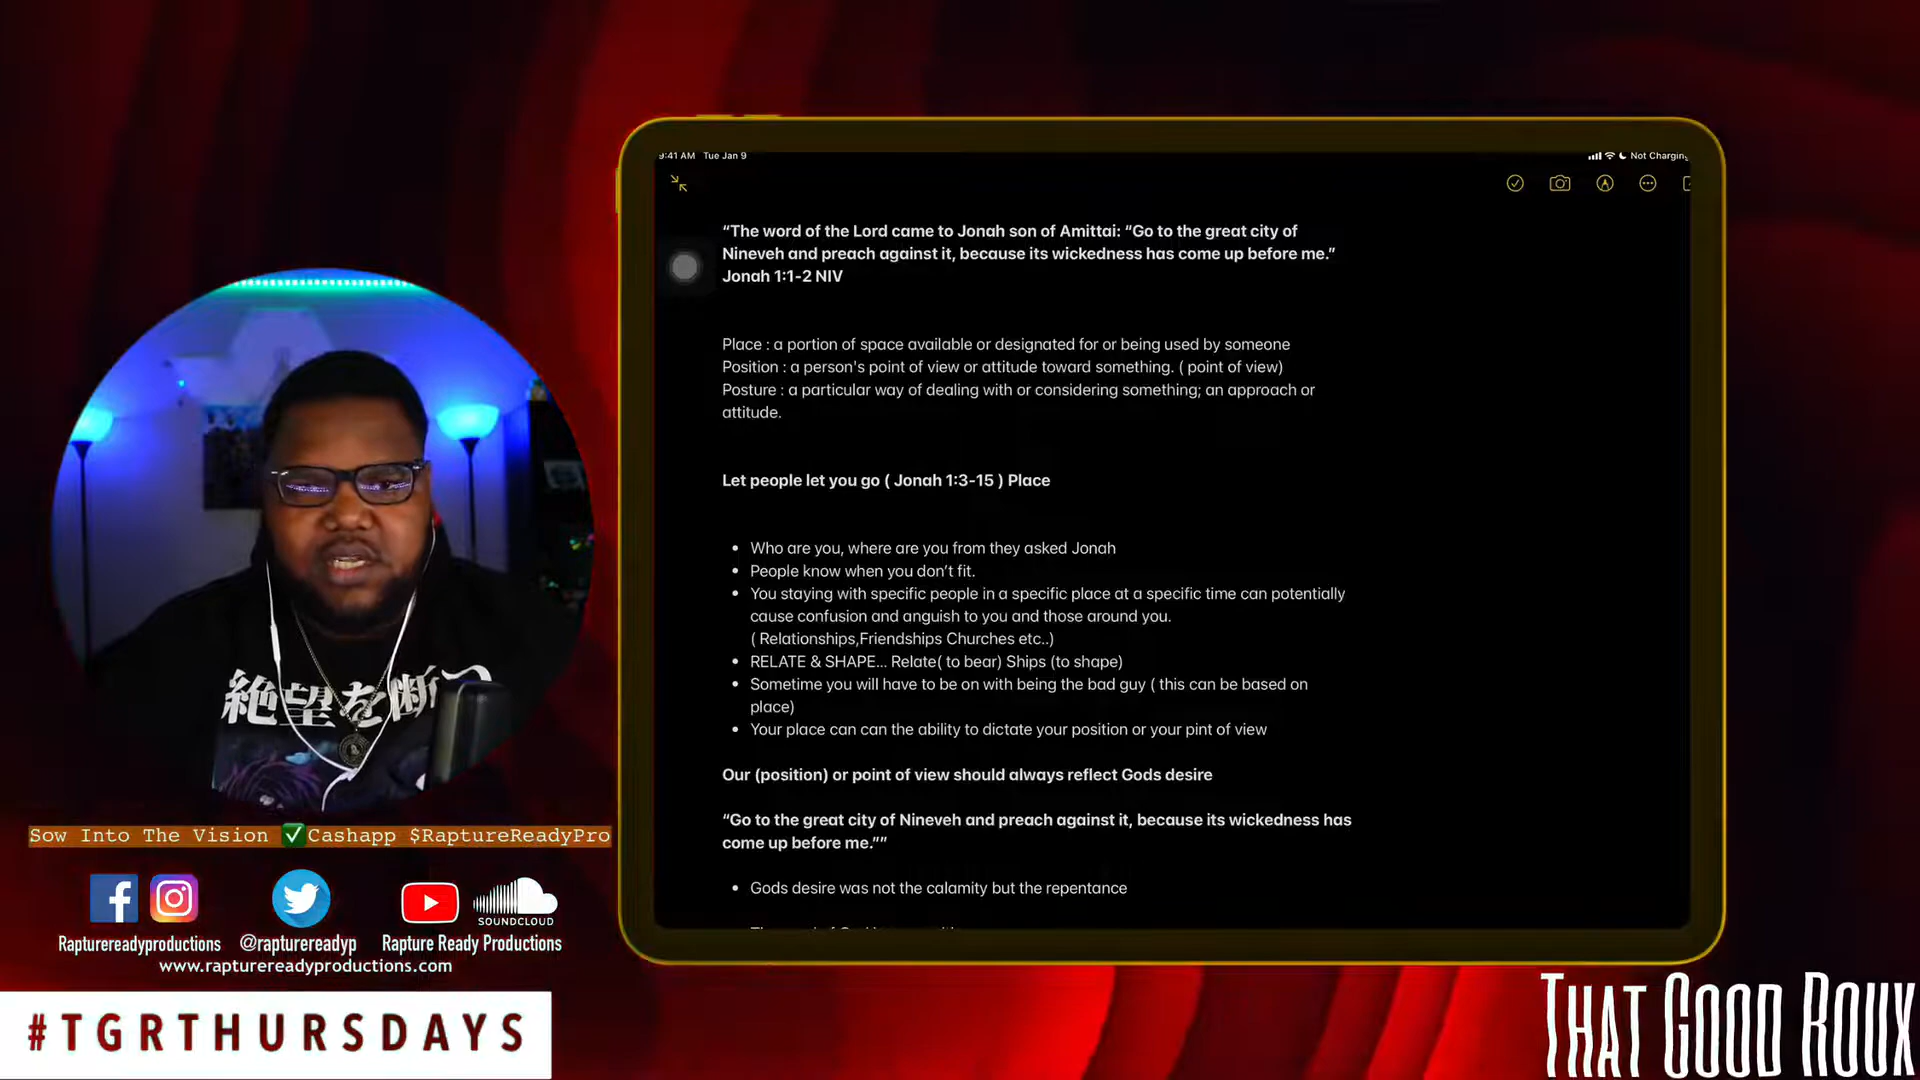 9:41 AM Tue Jan 9
Not Charging
“The word of the Lord came to Jonah son of Amittai: “Go to the great city of
Nineveh and preach against it, because its wickedness has come up before me.”
Jonah 1:1-2 NIV
Place : a portion of space available or designated for or being used by someone
Position : a person's point of view or attitude toward something. ( point of view)
Posture : a particular way of dealing with or considering something; an approach or
attitude.
Let people let you go ( Jonah 1:3-15 ) Place
• Who are you, where are you from they asked Jonah
• People know when you don’t fit.
• You staying with specific people in a specific place at a specific time can potentially
cause confusion and anguish to you and those around you.
( Relationships,Friendships Churches etc..)
• RELATE & SHAPE... Relate( to bear) Ships (to shape)
• Sometime you will have to be on with being the bad guy ( this can be based on
place)
• Your place can can the ability to dictate your position or your pint of view
Our (position) or point of view should always reflect Gods desire
“Go to the great city of Nineveh and preach against it, because its wickedness has
come up before me.””
• Gods desire was not the calamity but the repentance
絶望を断つ
Sow Into The Vision ✅Cashapp $RaptureReadyPro
SOUNDCLOUD
Rapturereadyproductions @rapturereadyp Rapture Ready Productions
www.rapturereadyproductions.com
#TGRTHURSDAYS
THAT GOOD ROUX